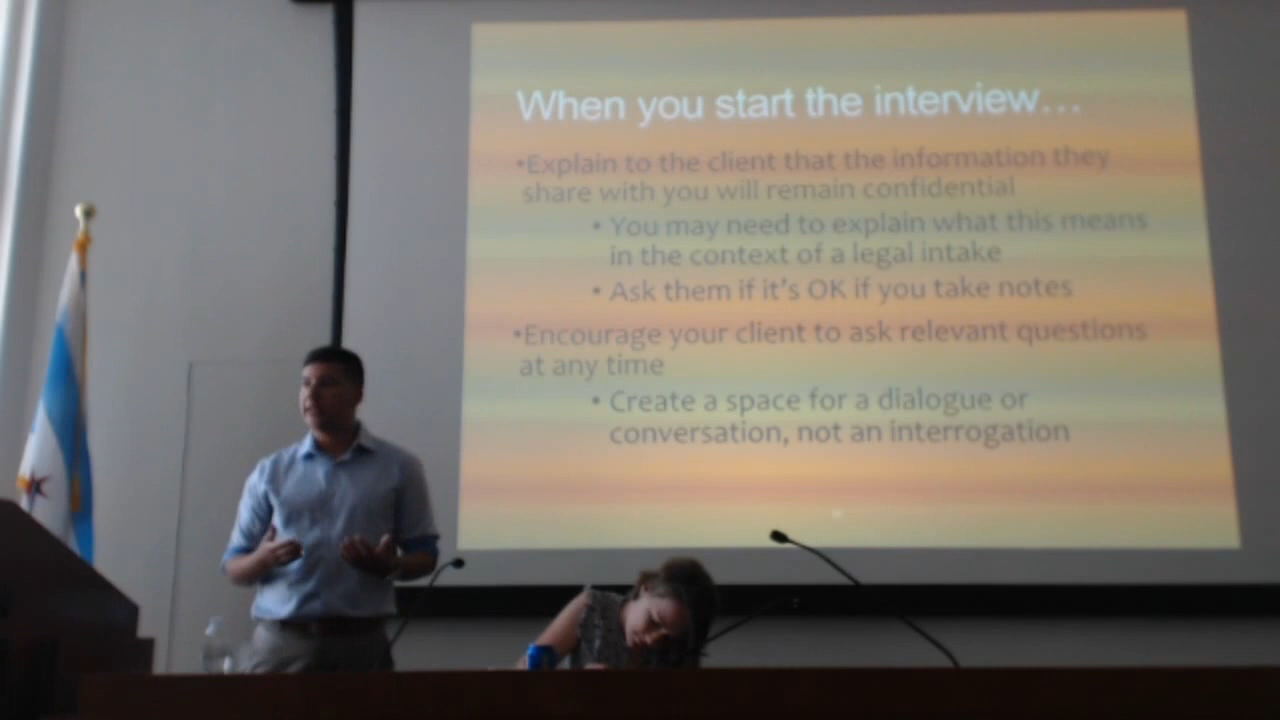 When you start the interview...
•Explain to the client that the information they
share with you will remain confidential
• You may need to explain what this means
in the context of a legal intake
• Ask them if it's OK if you take notes
•Encourage your client to ask relevant questions
at any time
• Create a space for a dialogue or
conversation, not an interrogation